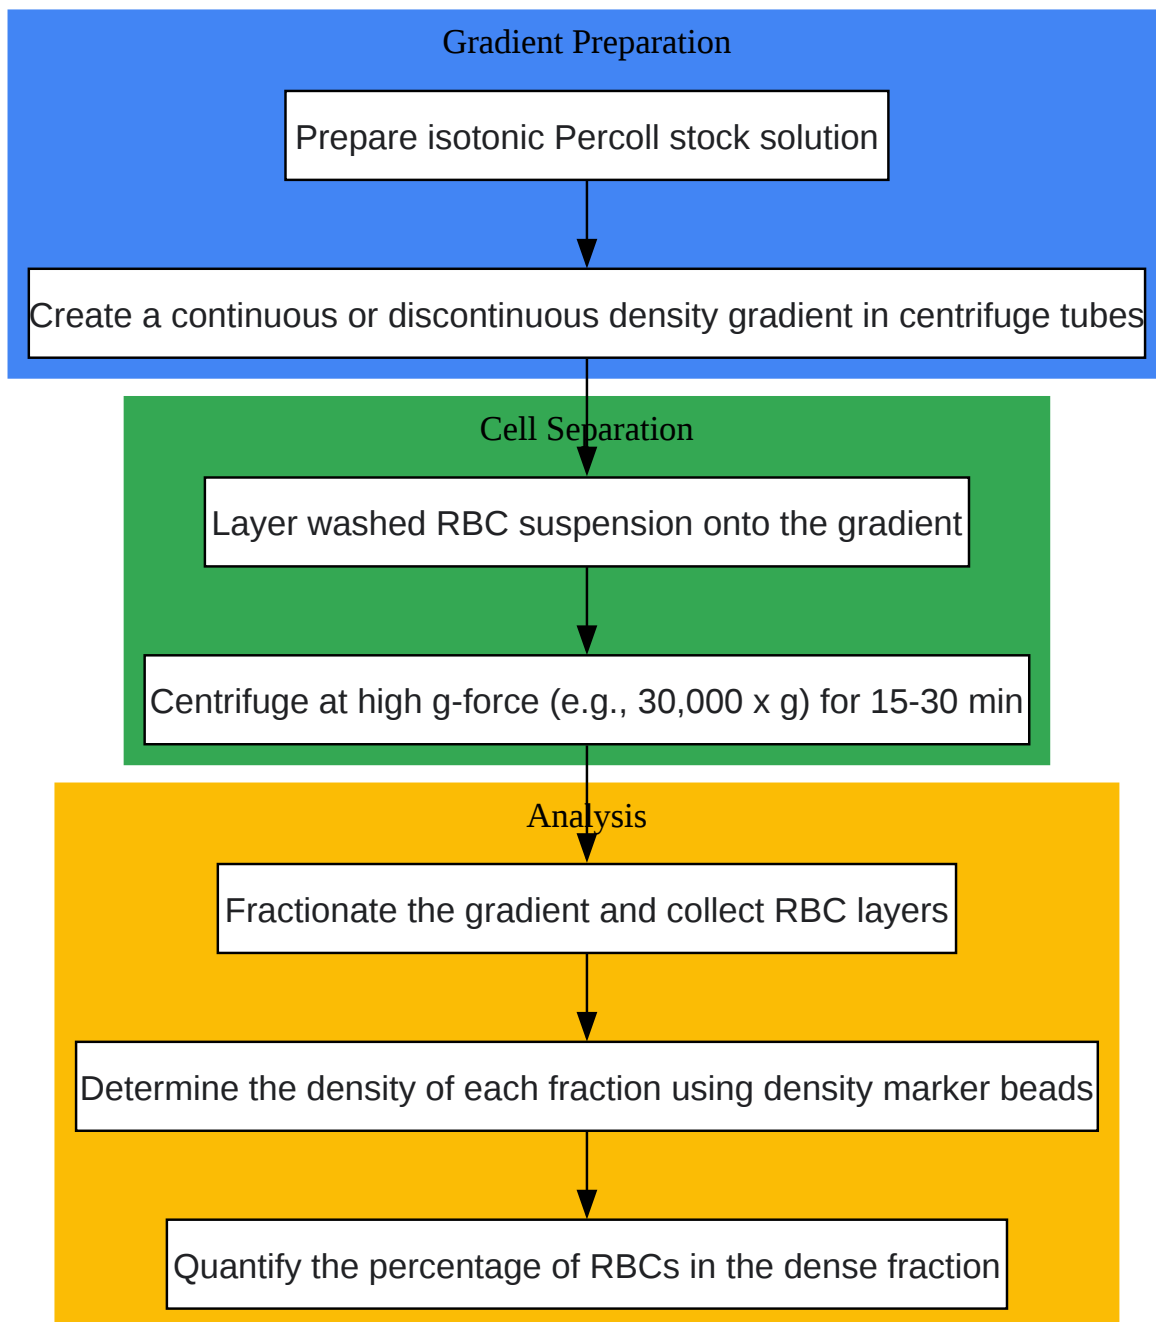 Gradient Preparation
Prepare isotonic Percoll stock solution
Create a continuous or discontinuous density gradient in centrifuge tubes
Cell Separation
Layer washed RBC suspension onto the gradient
Centrifuge at high g-force (e.g., 30,000 x g) for 15-30 min
Analysis
Fractionate the gradient and collect RBC layers
Determine the density of each fraction using density marker beads
Quantify the percentage of RBCs in the dense fraction